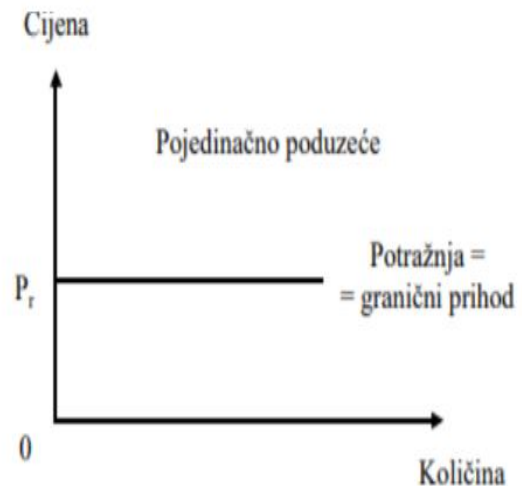 Cijena
Pojedinačno poduzeće
Potražnja =
= granični prihod
Pr
0
Količina